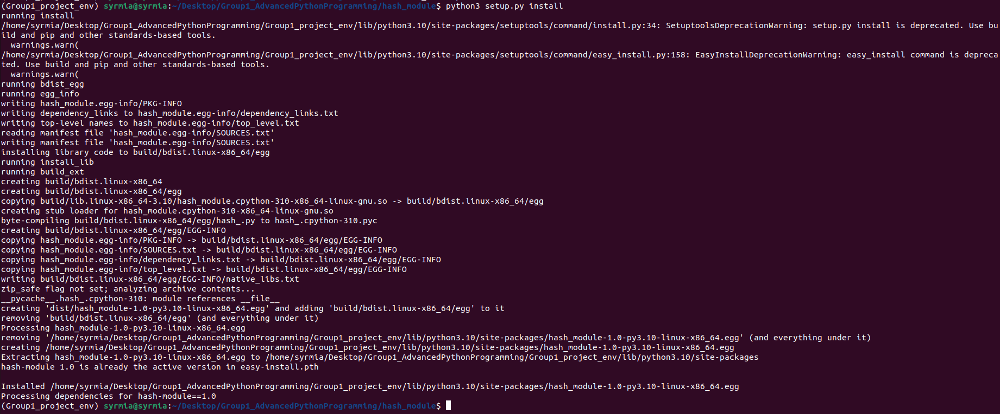 (Group1_project_env) syrmia@syrmia:~/Desktop/Group1_AdvancedPythonProgramming/hash_module$ python3 setup.py install
running install
/home/syrmia/Desktop/Group1_AdvancedPythonProgramming/Group1_project_env/lib/python3.10/site-packages/setuptools/command/install.py:34: SetuptoolsDeprecationWarning: setup.py install is deprecated. Use bu
ild and pip and other standards-based tools.
  warnings.warn(
/home/syrmia/Desktop/Group1_AdvancedPythonProgramming/Group1_project_env/lib/python3.10/site-packages/setuptools/command/easy_install.py:158: EasyInstallDeprecationWarning: easy_install command is depreca
ted. Use build and pip and other standards-based tools.
  warnings.warn(
running bdist_egg
running egg_info
writing hash_module.egg-info/PKG-INFO
writing dependency_links to hash_module.egg-info/dependency_links.txt
writing top-level names to hash_module.egg-info/top_level.txt
reading manifest file 'hash_module.egg-info/SOURCES.txt'
writing manifest file 'hash_module.egg-info/SOURCES.txt'
installing library code to build/bdist.linux-x86_64/egg
running install_lib
running build_ext
creating build/bdist.linux-x86_64
creating build/bdist.linux-x86_64/egg
copying build/lib.linux-x86_64-3.10/hash_module.cpython-310-x86_64-linux-gnu.so -> build/bdist.linux-x86_64/egg
creating stub loader for hash_module.cpython-310-x86_64-linux-gnu.so
byte-compiling build/bdist.linux-x86_64/egg/hash_.py to hash_.cpython-310.pyc
creating build/bdist.linux-x86_64/egg/EGG-INFO
copying hash_module.egg-info/PKG-INFO -> build/bdist.linux-x86_64/egg/EGG-INFO
copying hash_module.egg-info/SOURCES.txt -> build/bdist.linux-x86_64/egg/EGG-INFO
copying hash_module.egg-info/dependency_links.txt -> build/bdist.linux-x86_64/egg/EGG-INFO
copying hash_module.egg-info/top_level.txt -> build/bdist.linux-x86_64/egg/EGG-INFO
writing build/bdist.linux-x86_64/egg/EGG-INFO/native_libs.txt
zip_safe flag not set; analyzing archive contents...
__pycache__.hash_.cpython-310: module references __file__
creating 'dist/hash_module-1.0-py3.10-linux-x86_64.egg' and adding 'build/bdist.linux-x86_64/egg' to it
removing 'build/bdist.linux-x86_64/egg' (and everything under it)
Processing hash_module-1.0-py3.10-linux-x86_64.egg
removing '/home/syrmia/Desktop/Group1_AdvancedPythonProgramming/Group1_project_env/lib/python3.10/site-packages/hash_module-1.0-py3.10-linux-x86_64.egg' (and everything under it)
creating /home/syrmia/Desktop/Group1_AdvancedPythonProgramming/Group1_project_env/lib/python3.10/site-packages/hash_module-1.0-py3.10-linux-x86_64.egg
Extracting hash_module-1.0-py3.10-linux-x86_64.egg to /home/syrmia/Desktop/Group1_AdvancedPythonProgramming/Group1_project_env/lib/python3.10/site-packages
hash-module 1.0 is already the active version in easy-install.pth

Installed /home/syrmia/Desktop/Group1_AdvancedPythonProgramming/Group1_project_env/lib/python3.10/site-packages/hash_module-1.0-py3.10-linux-x86_64.egg
Processing dependencies for hash-module==1.0
(Group1_project_env) syrmia@syrmia:~/Desktop/Group1_AdvancedPythonProgramming/hash_module$